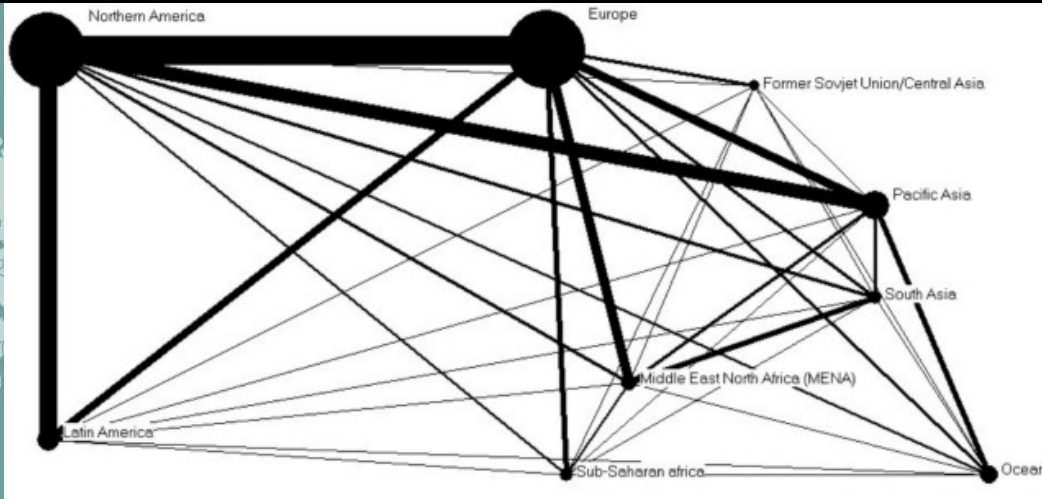 Northern America
Europe
Former Sovjet Union/Central Asia
Pacific Asia
South Asia
Middle East North Africa (MENA)
Latin America
Sub-Saharan africa
Ocean